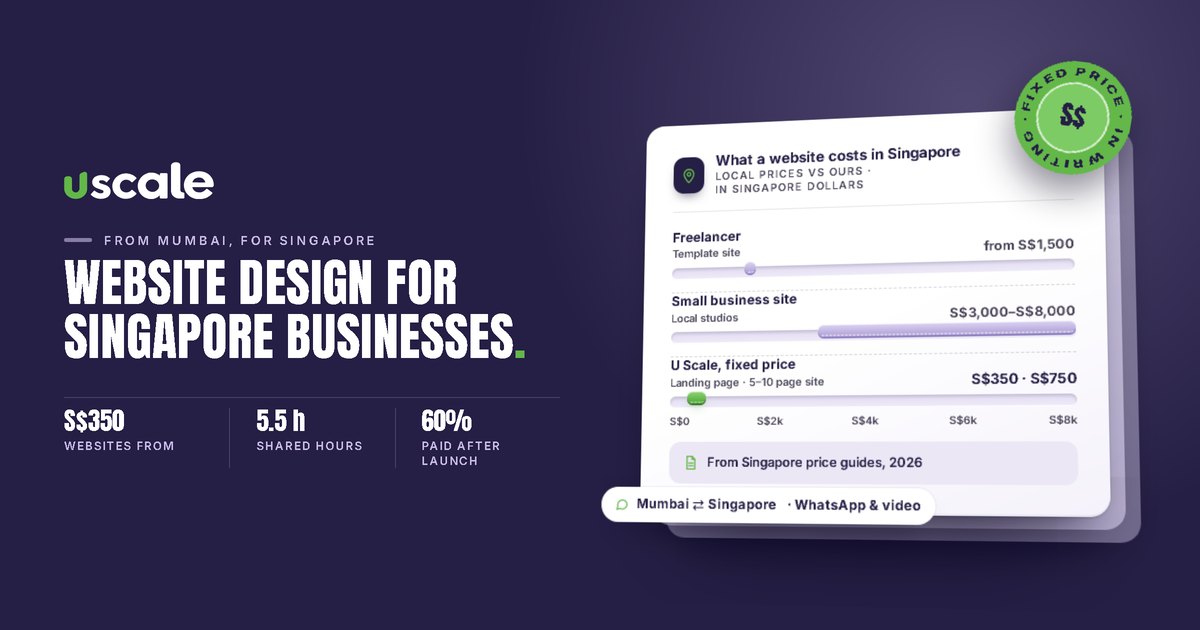 uscale
FROM MUMBAI, FOR SINGAPORE
WEBSITE DESIGN FOR
SINGAPORE BUSINESSES.
S$350
WEBSITES FROM
5.5 h
SHARED HOURS
60%
PAID AFTER
LAUNCH
· FIXED PRICE · IN WRITING
S$
What a website costs in Singapore
LOCAL PRICES VS OURS ·
IN SINGAPORE DOLLARS
Freelancer
Template site
from S$1,500
Small business site
Local studios
S$3,000–S$8,000
U Scale, fixed price
Landing page · 5–10 page site
S$350 · S$750
S$0 S$2k S$4k S$6k S$8k
From Singapore price guides, 2026
Mumbai ⇄ Singapore · WhatsApp & video